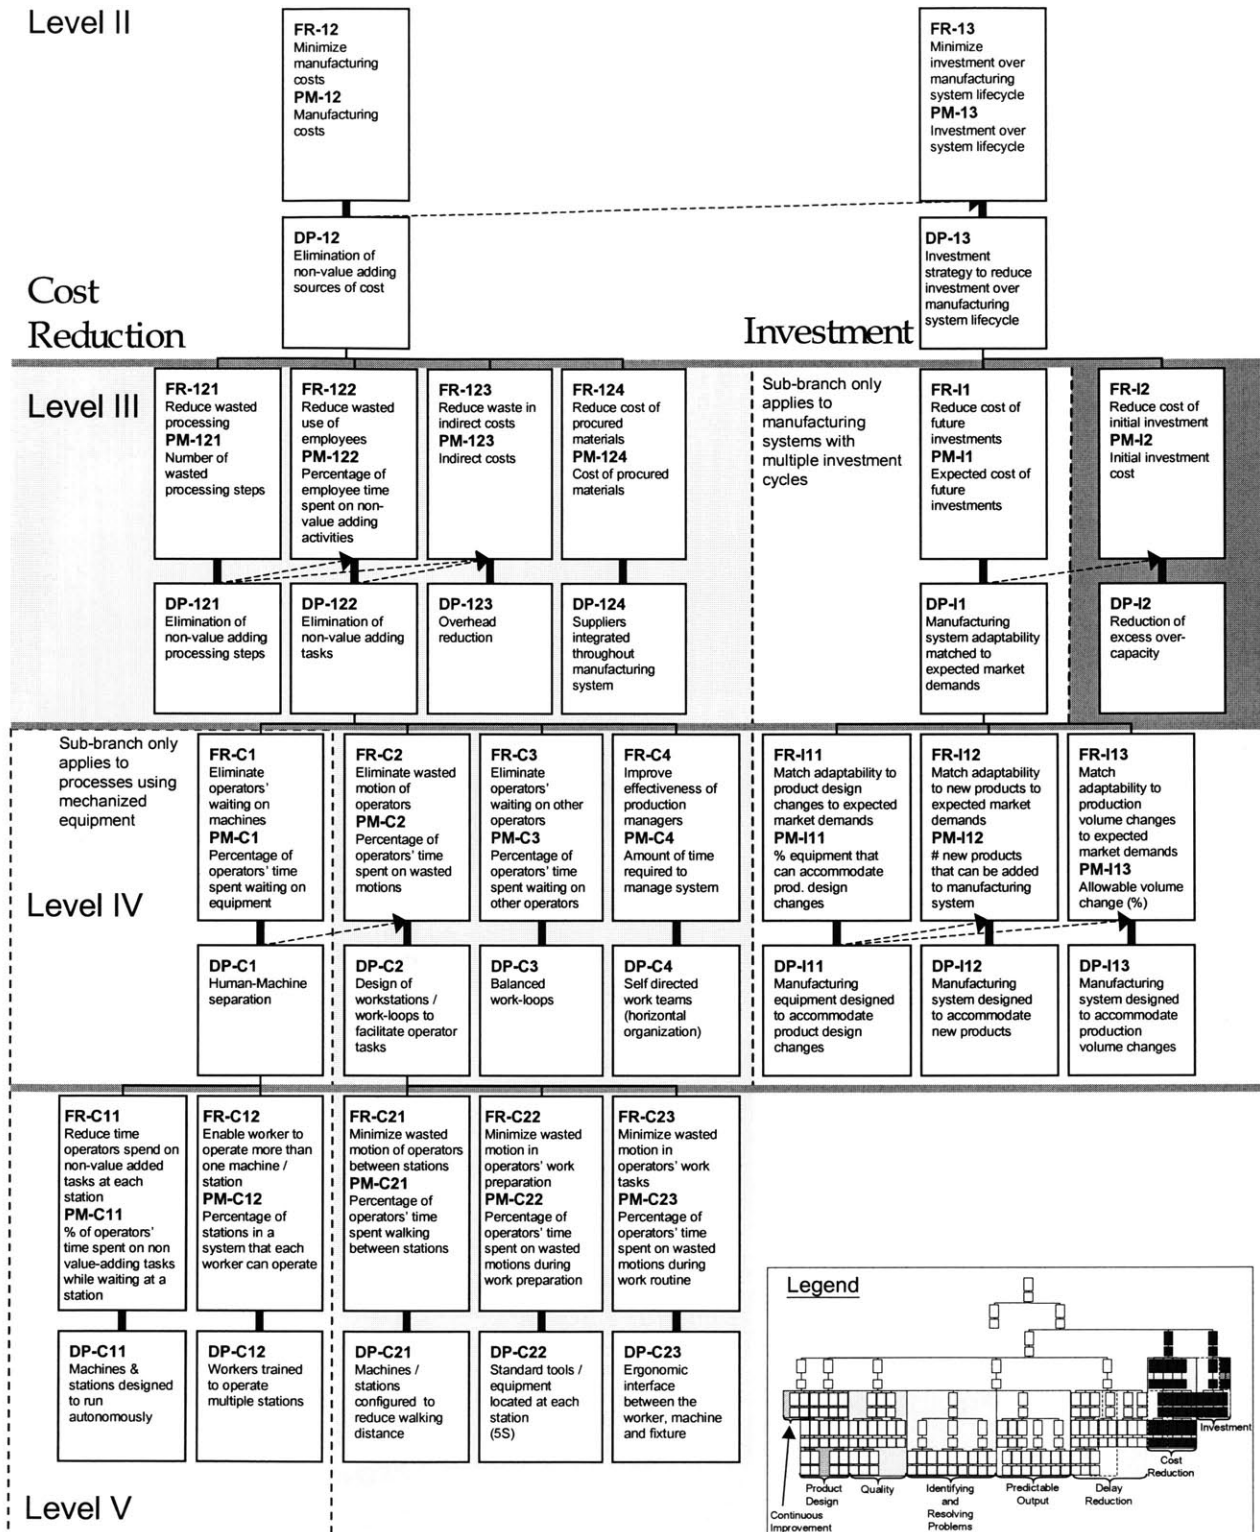 Level II
FR-12
Minimize
manufacturing
costs
PM-12
Manufacturing
costs
FR-13
Minimize
investment over
manufacturing
system lifecycle
PM-13
Investment over
system lifecycle
DP-12
Elimination of
non-value adding
sources of cost
DP-13
Investment
strategy to reduce
investment over
manufacturing
system lifecycle
Cost
Reduction
Investment
Level III
FR-121
Reduce wasted
processing
PM-121
Number of
wasted
processing steps
FR-122
Reduce wasted
use of
employees
PM-122
Percentage of
employee time
spent on non-
value adding
activities
FR-123
Reduce waste in
indirect costs
PM-123
Indirect costs
FR-124
Reduce cost of
procured
materials
PM-124
Cost of procured
materials
Sub-branch only
applies to
manufacturing
systems with
multiple investment
cycles
FR-I1
Reduce cost of
future
investments
PM-I1
Expected cost of
future
investments
FR-I2
Reduce cost of
initial investment
PM-I2
Initial investment
cost
DP-121
Elimination of
non-value adding
processing steps
DP-122
Elimination of
non-value adding
tasks
DP-123
Overhead
reduction
DP-124
Suppliers
integrated
throughout
manufacturing
system
DP-I1
Manufacturing
system adaptability
matched to
expected market
demands
DP-I2
Reduction of
excess over-
capacity
Sub-branch only
applies to
processes using
mechanized
equipment
Level IV
FR-C1
Eliminate
operators'
waiting on
machines
PM-C1
Percentage of
operators' time
spent waiting on
equipment
FR-C2
Eliminate wasted
motion of
operators
PM-C2
Percentage of
operators' time
spent on wasted
motions
FR-C3
Eliminate
operators'
waiting on other
operators
PM-C3
Percentage of
operators' time
spent waiting on
other operators
FR-C4
Improve
effectiveness of
production
managers
PM-C4
Amount of time
required to
manage system
FR-I11
Match adaptability to
product design
changes to expected
market demands
PM-I11
% equipment that
can accommodate
prod. design
changes
FR-I12
Match adaptability
to new products to
expected market
demands
PM-I12
# new products
that can be added
to manufacturing
system
FR-I13
Match
adaptability to
production
volume changes
to expected
market demands
PM-I13
Allowable volume
change (%)
DP-C1
Human-Machine
separation
DP-C2
Design of
workstations /
work-loops to
facilitate operator
tasks
DP-C3
Balanced
work-loops
DP-C4
Self directed
work teams
(horizontal
organization)
DP-I11
Manufacturing
equipment designed
to accommodate
product design
changes
DP-I12
Manufacturing
system designed
to accommodate
new products
DP-I13
Manufacturing
system designed to
accommodate
production
volume changes
FR-C11
Reduce time
operators spend on
non-value added
tasks at each
station
PM-C11
% of operators'
time spent on non
value-adding tasks
while waiting at a
station
FR-C12
Enable worker to
operate more than
one machine /
station
PM-C12
Percentage of
stations in a
system that each
worker can operate
FR-C21
Minimize wasted
motion of operators
between stations
PM-C21
Percentage of
operators' time
spent walking
between stations
FR-C22
Minimize wasted
motion in
operators' work
preparation
PM-C22
Percentage of
operators' time
spent on wasted
motions during
work preparation
FR-C23
Minimize wasted
motion in
operators' work
tasks
PM-C23
Percentage of
operators' time
spent on wasted
motions during
work routine
DP-C11
Machines &
stations designed
to run
autonomously
DP-C12
Workers trained
to operate
multiple stations
DP-C21
Machines /
stations
configured to
reduce walking
distance
DP-C22
Standard tools /
equipment
located at each
station
(5S)
DP-C23
Ergonomic
interface
between the
worker, machine
and fixture
Level V
Legend
Investment
Cost
Reduction
Product
Design
Quality
Identifying
and
Resolving
Problems
Predictable
Output
Delay
Reduction
Continuous
Improvement